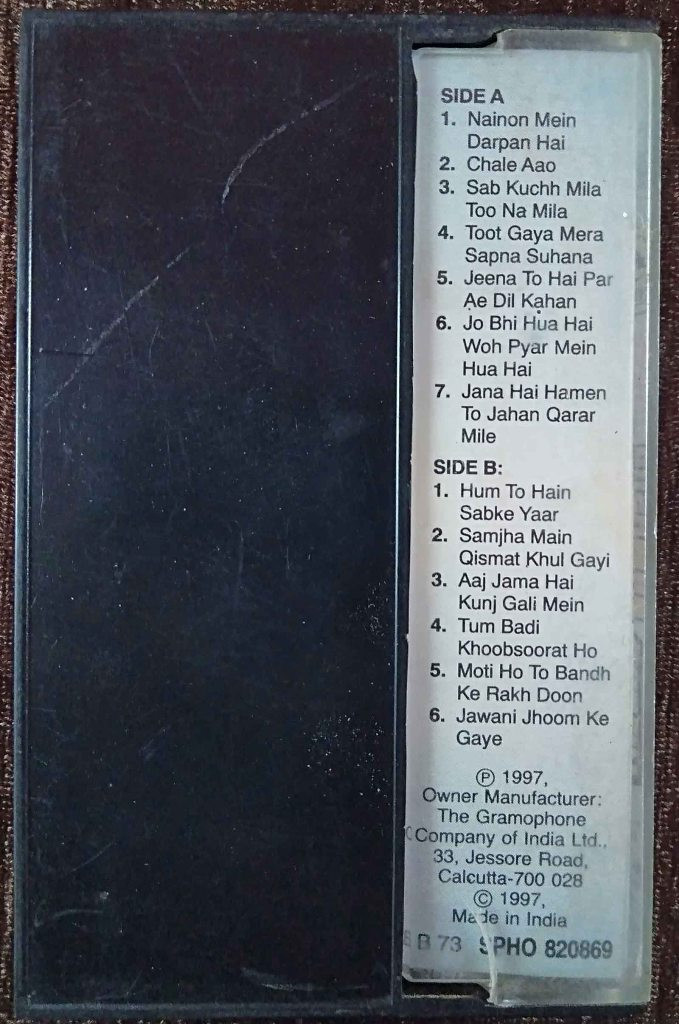 SIDE A
1. Nainon Mein
Darpan Hai
2. Chale Aao
3. Sab Kuchh Mila
Too Na Mila
4. Toot Gaya Mera
Sapna Suhana
5. Jeena To Hai Par
Ae Dil Kahan
6. Jo Bhi Hua Hai
Woh Pyar Mein
Hua Hai
7. Jana Hai Hamen
To Jahan Qarar
Mile
SIDE B:
1. Hum To Hain
Sabke Yaar
2. Samjha Main
Qismat Khul Gayi
3. Aaj Jama Hai
Kunj Gali Mein
4. Tum Badi
Khoobsoorat Ho
5. Moti Ho To Bandh
Ke Rakh Doon
6. Jawani Jhoom Ke
Gaye
℗ 1997,
Owner Manufacturer:
The Gramophone
Company of India Ltd.,
33, Jessore Road,
Calcutta-700 028
© 1997,
Made in India
B 73 SPHO 820869